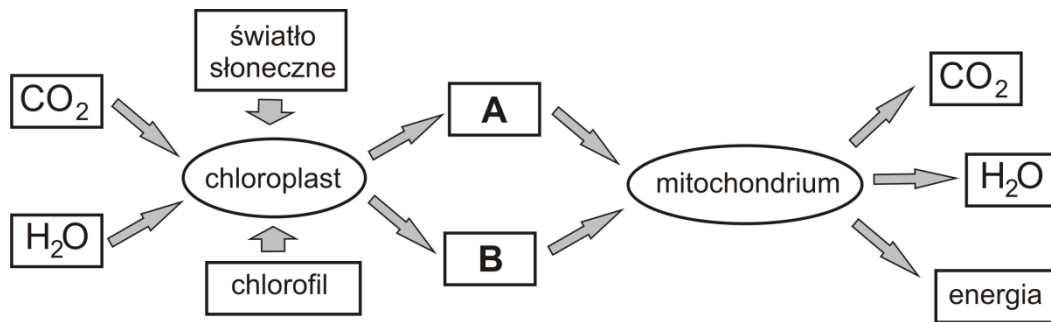 światło
słoneczne
CO₂
H₂O
chloroplast
chlorofil
A
B
mitochondrium
CO₂
H₂O
energia